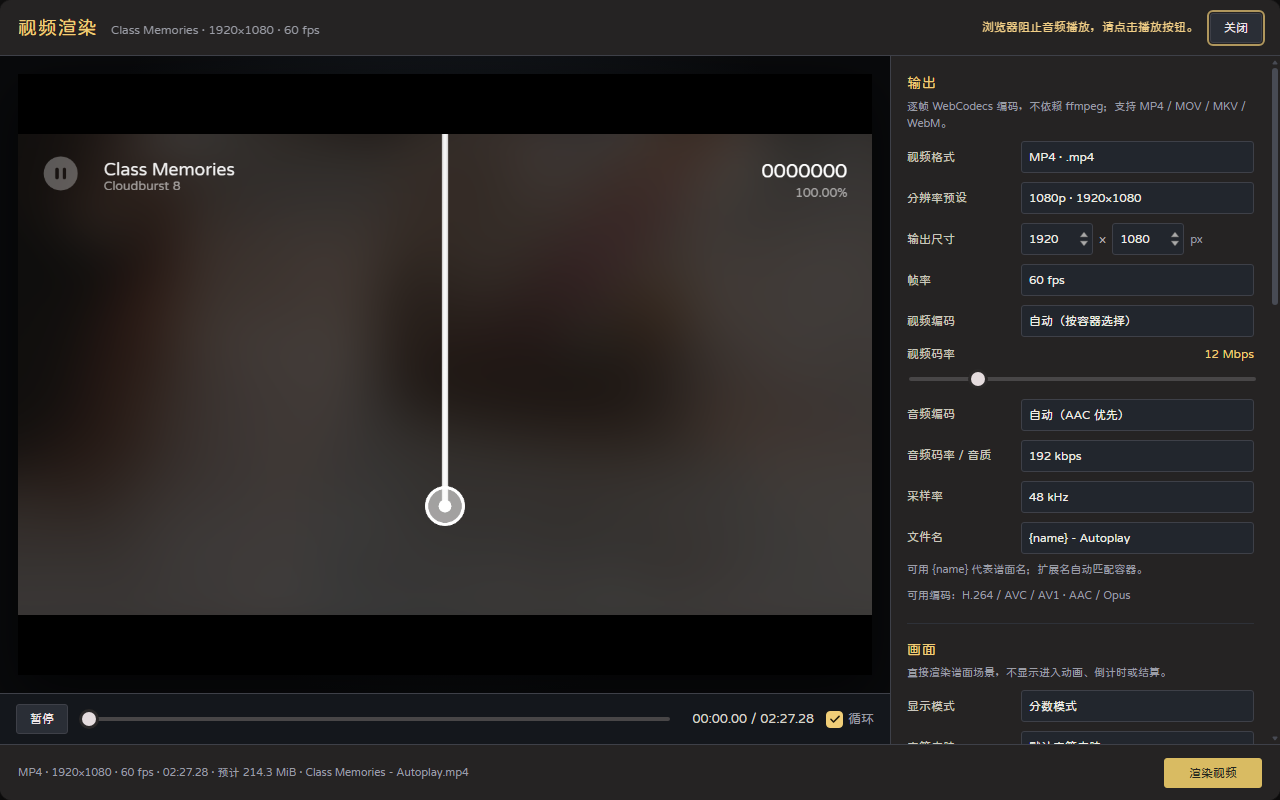 视频渲染
Class Memories · 1920×1080 · 60 fps
浏览器阻止音频播放，请点击播放按钮。
关闭
Class Memories
Cloudburst 8
0000000
100.00%
暂停
00:00.00 / 02:27.28
循环
输出
逐帧 WebCodecs 编码，不依赖 ffmpeg；支持 MP4 / MOV / MKV /
WebM。
视频格式
MP4 · .mp4
分辨率预设
1080p · 1920×1080
输出尺寸
1920 × 1080 px
帧率
60 fps
视频编码
自动（按容器选择）
视频码率
12 Mbps
音频编码
自动（AAC 优先）
音频码率 / 音质
192 kbps
采样率
48 kHz
文件名
{name} - Autoplay
可用 {name} 代表谱面名；扩展名自动匹配容器。
可用编码：H.264 / AVC / AV1 · AAC / Opus
画面
直接渲染谱面场景，不显示进入动画、倒计时或结算。
显示模式
分数模式
MP4 · 1920×1080 · 60 fps · 02:27.28 · 预计 214.3 MiB · Class Memories - Autoplay.mp4
渲染视频